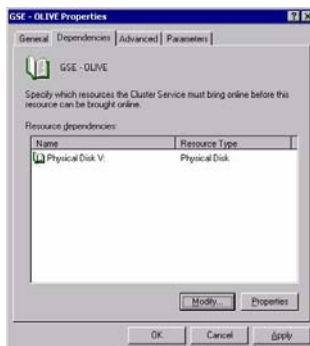 GSE - OLIVE Properties
General Dependencies Advanced Parameters
GSE - OLIVE
Specify which resources the Cluster Service must bring online before this
resource can be brought online.
Resource dependencies:
Name Resource Type
Physical Disk V: Physical Disk
Modify... Properties
OK Cancel Apply